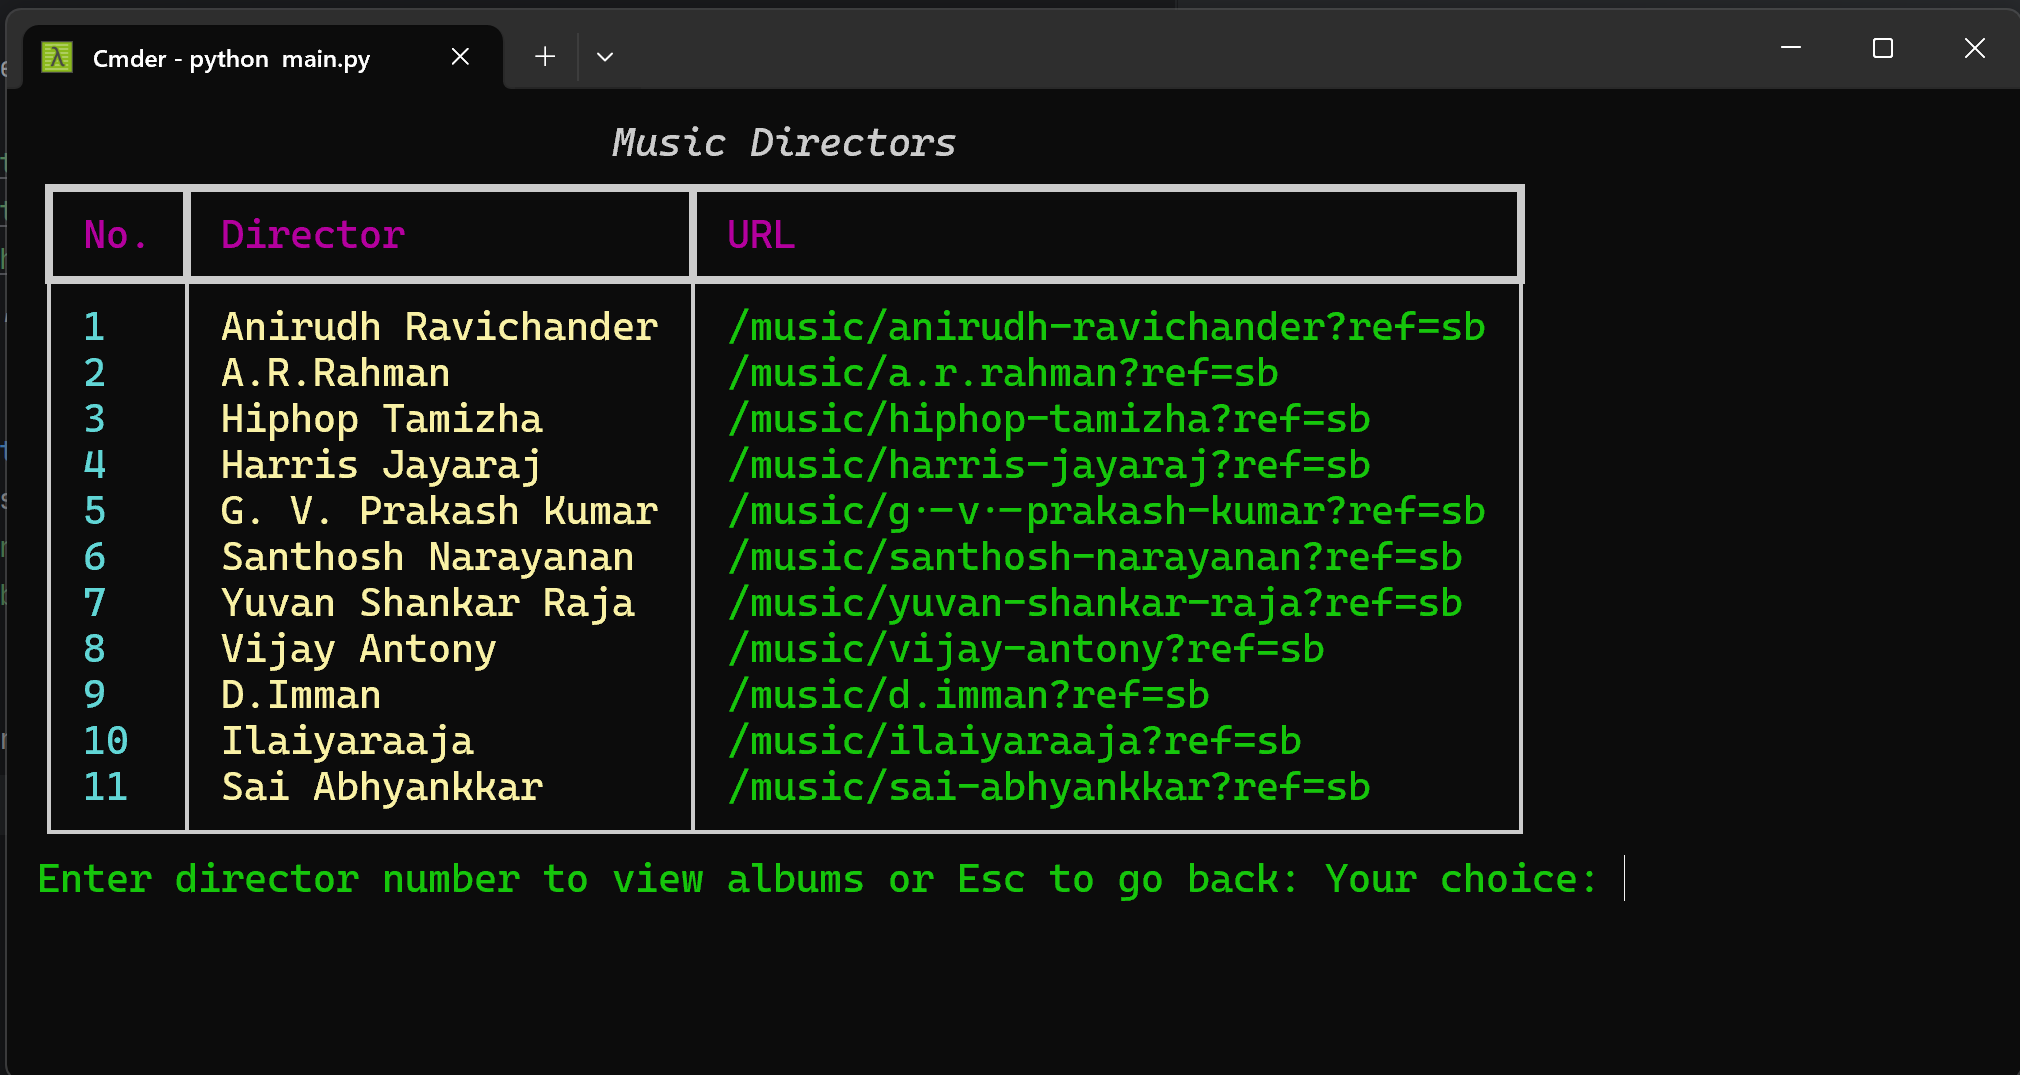 Cmder - python  main.py
Music Directors
No. Director URL
1 Anirudh Ravichander /music/anirudh-ravichander?ref=sb
2 A.R.Rahman /music/a.r.rahman?ref=sb
3 Hiphop Tamizha /music/hiphop-tamizha?ref=sb
4 Harris Jayaraj /music/harris-jayaraj?ref=sb
5 G. V. Prakash Kumar /music/g.-v.-prakash-kumar?ref=sb
6 Santhosh Narayanan /music/santhosh-narayanan?ref=sb
7 Yuvan Shankar Raja /music/yuvan-shankar-raja?ref=sb
8 Vijay Antony /music/vijay-antony?ref=sb
9 D.Imman /music/d.imman?ref=sb
10 Ilaiyaraaja /music/ilaiyaraaja?ref=sb
11 Sai Abhyankkar /music/sai-abhyankkar?ref=sb
Enter director number to view albums or Esc to go back: Your choice: